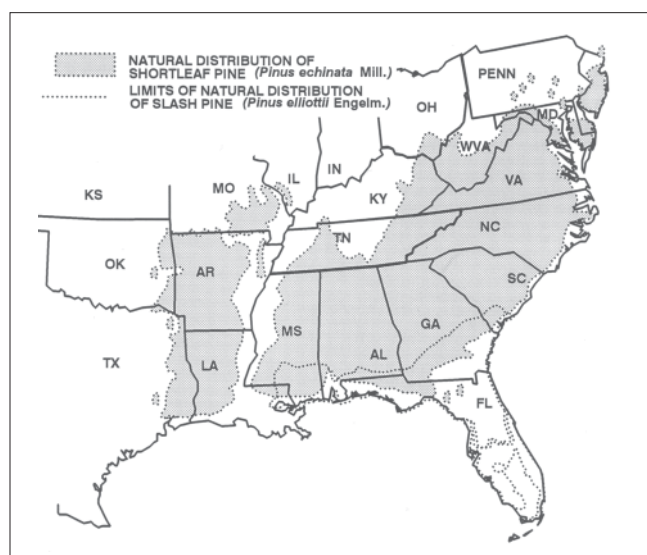 NATURAL DISTRIBUTION OF
SHORTLEAF PINE (Pinus echinata Mill.)
LIMITS OF NATURAL DISTRIBUTION
OF SLASH PINE (Pinus elliottii Engelm.)
PENN
OH
MD
WVA
IN
IL
MO
KS
KY
VA
NC
TN
OK
AR
SC
MS
AL
GA
TX
LA
FL